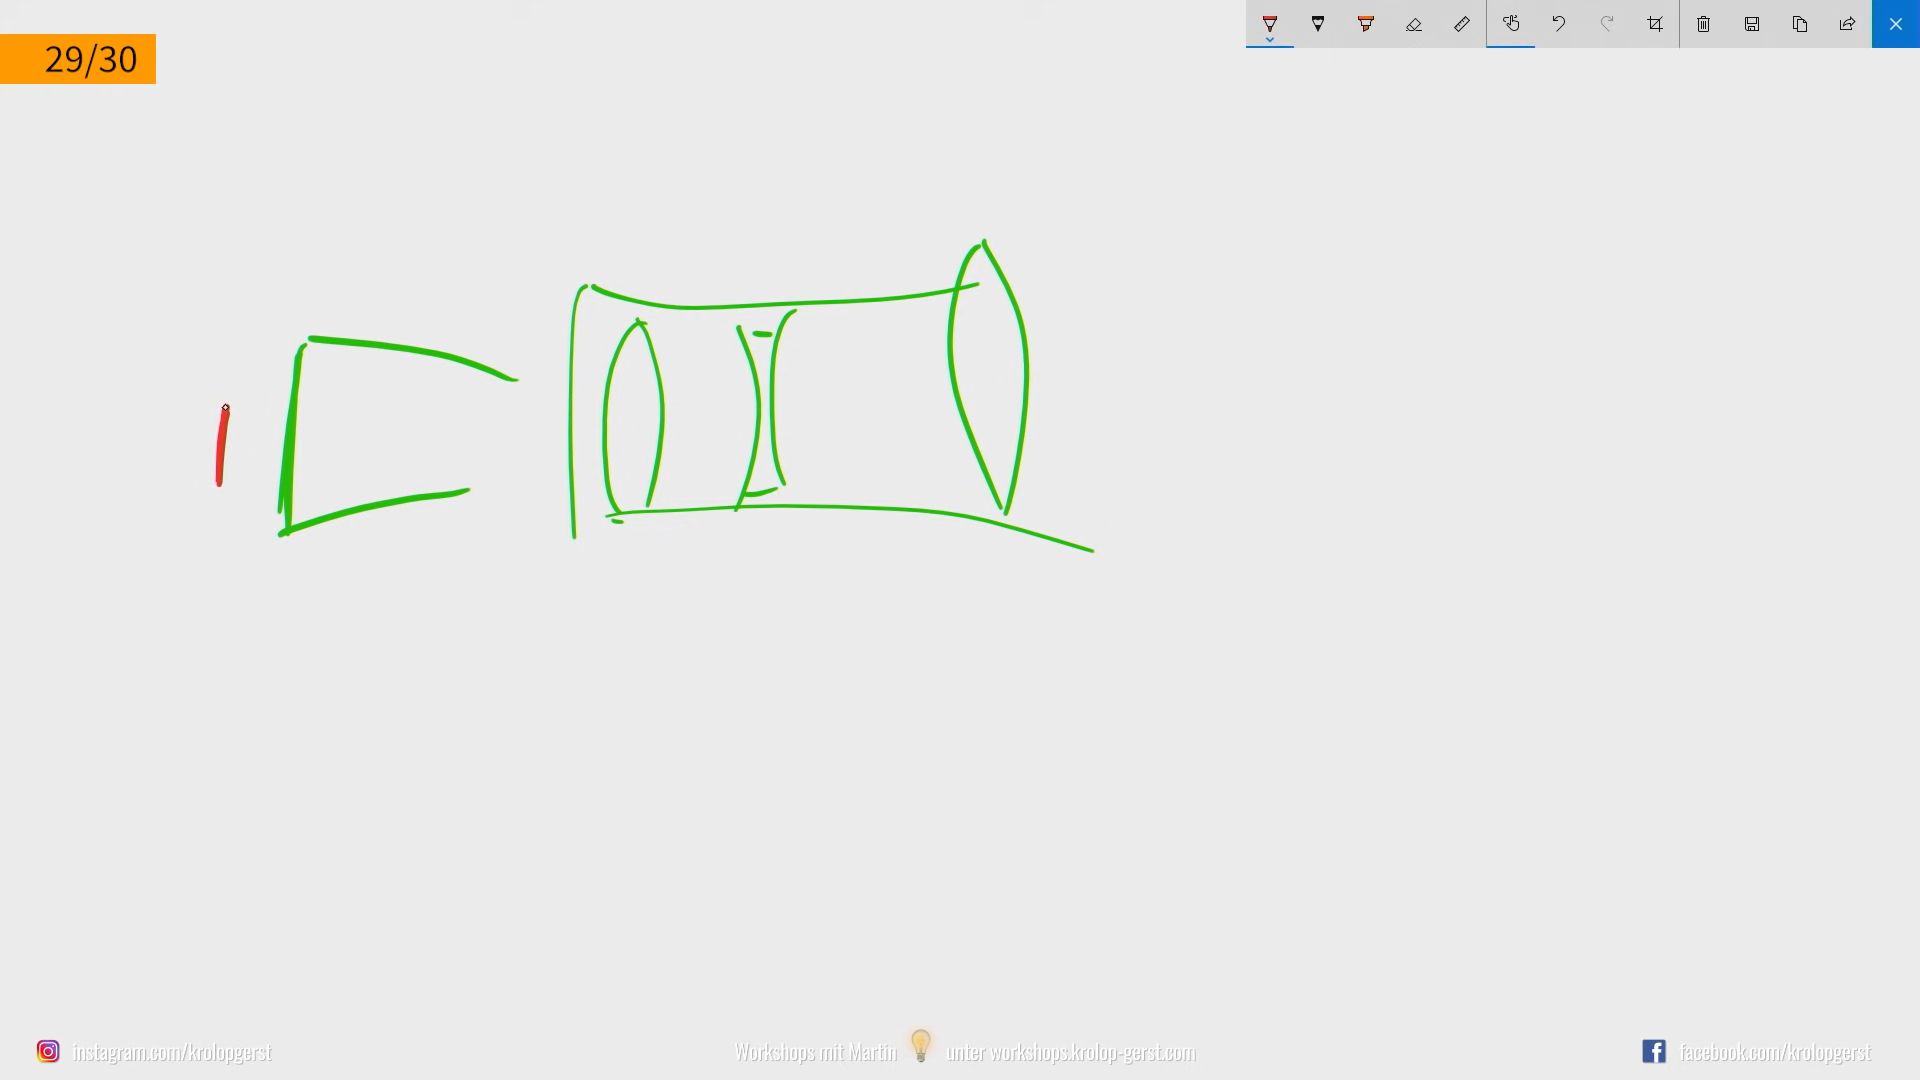 29/30
instagram.com/krolopgerst
Workshops mit Martin unter workshops.krolop-gerst.com
facebook.com/krolopgerst